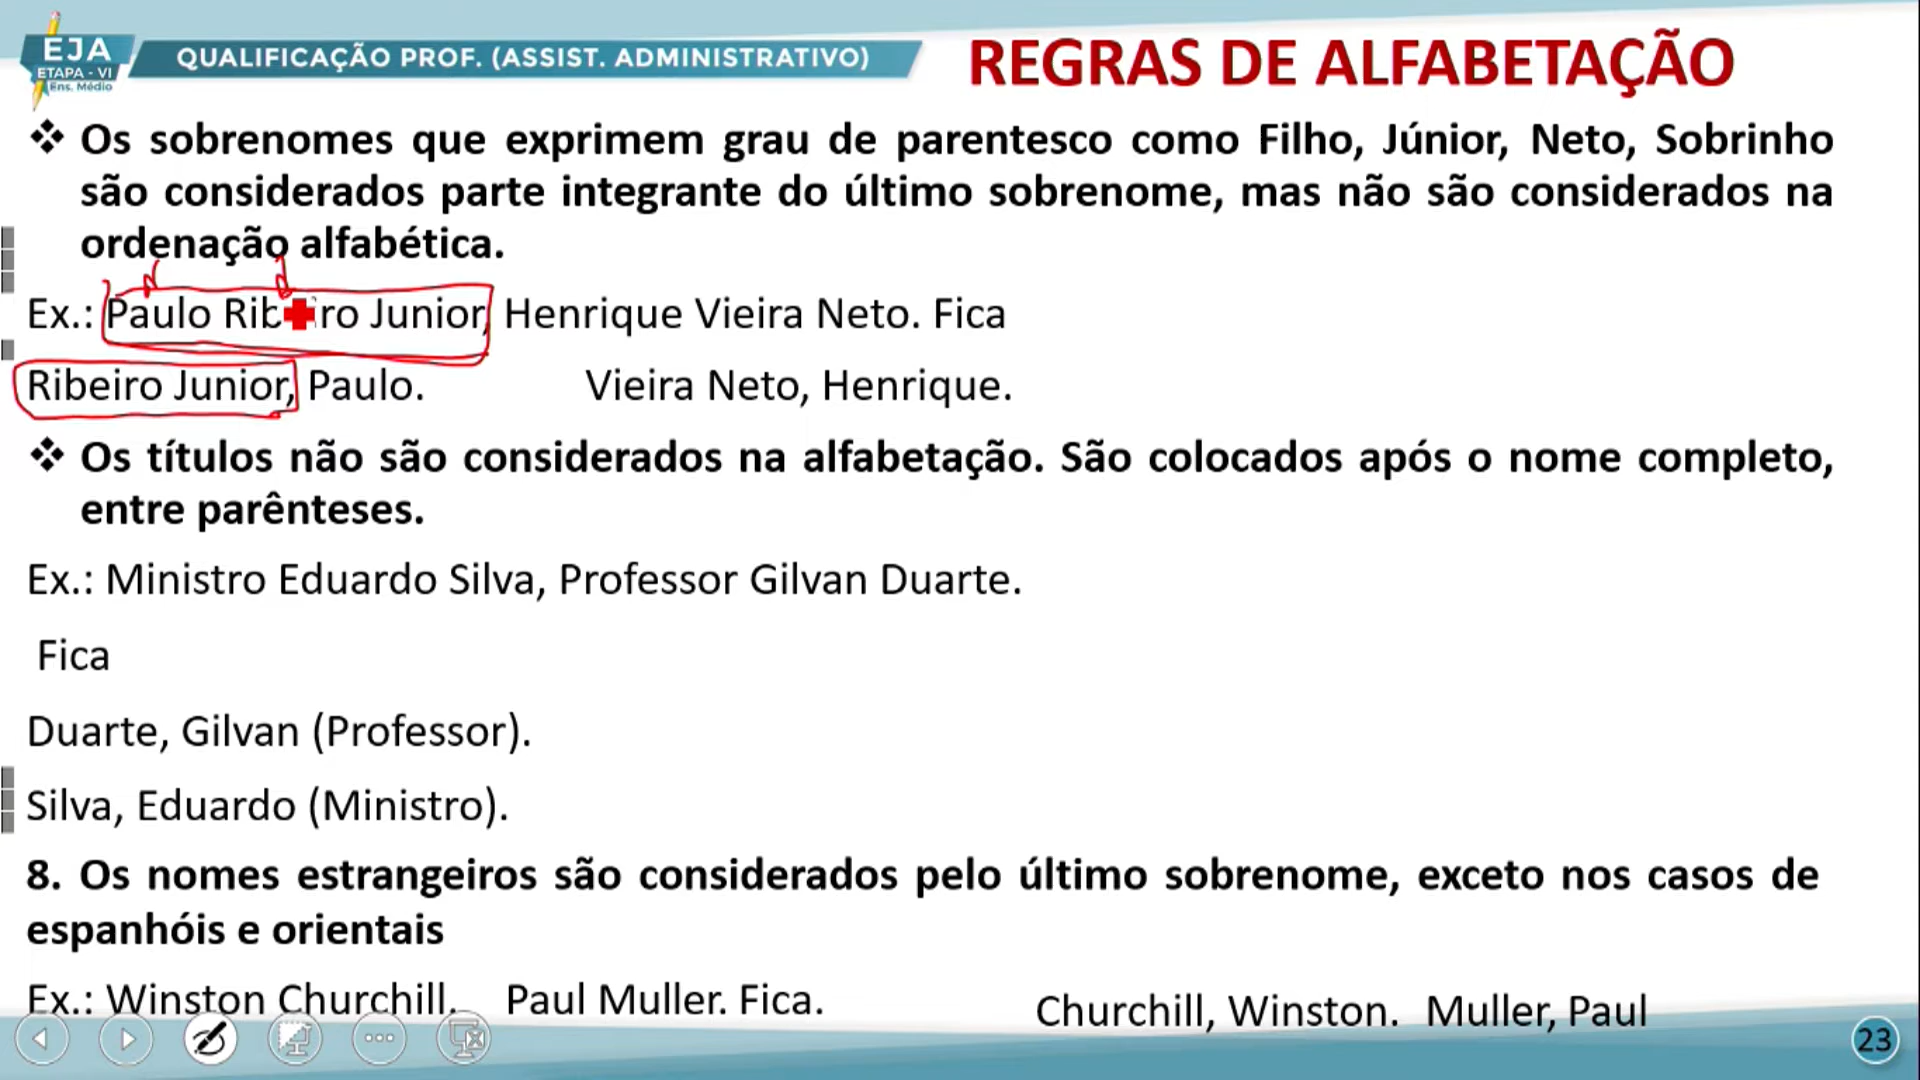 EJA
ETAPA - VI
Ens. Médio
QUALIFICAÇÃO PROF. (ASSIST. ADMINISTRATIVO)
REGRAS DE ALFABETAÇÃO
❖ Os sobrenomes que exprimem grau de parentesco como Filho, Júnior, Neto, Sobrinho
são considerados parte integrante do último sobrenome, mas não são considerados na
ordenação alfabética.
Ex.: Paulo Ribeiro Junior, Henrique Vieira Neto. Fica
Ribeiro Junior, Paulo. Vieira Neto, Henrique.
❖ Os títulos não são considerados na alfabetação. São colocados após o nome completo,
entre parênteses.
Ex.: Ministro Eduardo Silva, Professor Gilvan Duarte.
Fica
Duarte, Gilvan (Professor).
Silva, Eduardo (Ministro).
8. Os nomes estrangeiros são considerados pelo último sobrenome, exceto nos casos de
espanhóis e orientais
Ex.: Winston Churchill. Paul Muller. Fica. Churchill, Winston. Muller, Paul
23